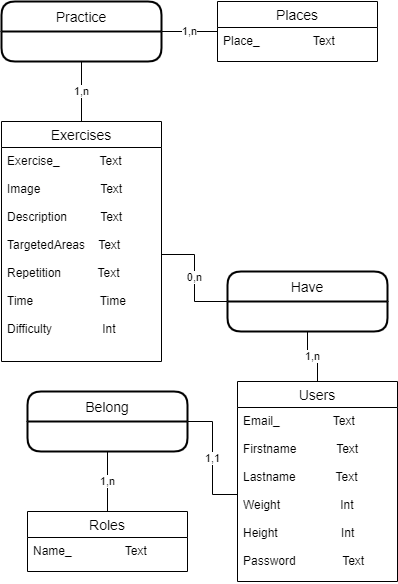 Practice
1,n
Places
Place_ Text
1,n
Exercises
Exercise_ Text
Image Text
Description Text
TargetedAreas Text
Repetition Text
Time Time
Difficulty Int
0,n
Have
1,n
Users
Email_ Text
Firstname Text
Lastname Text
Weight Int
Height Int
Password Text
Belong
1,1
1,n
Roles
Name_ Text